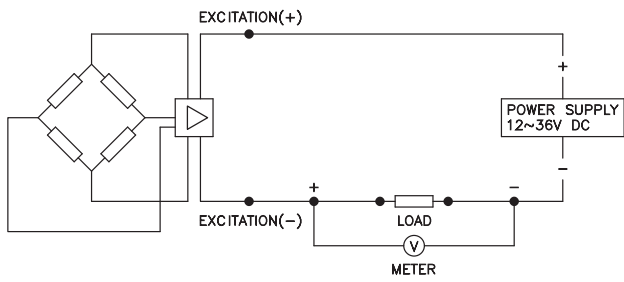 EXCITATION(+)
+
POWER SUPPLY
12~36V DC
-
+
-
EXCITATION(-)
LOAD
V
METER